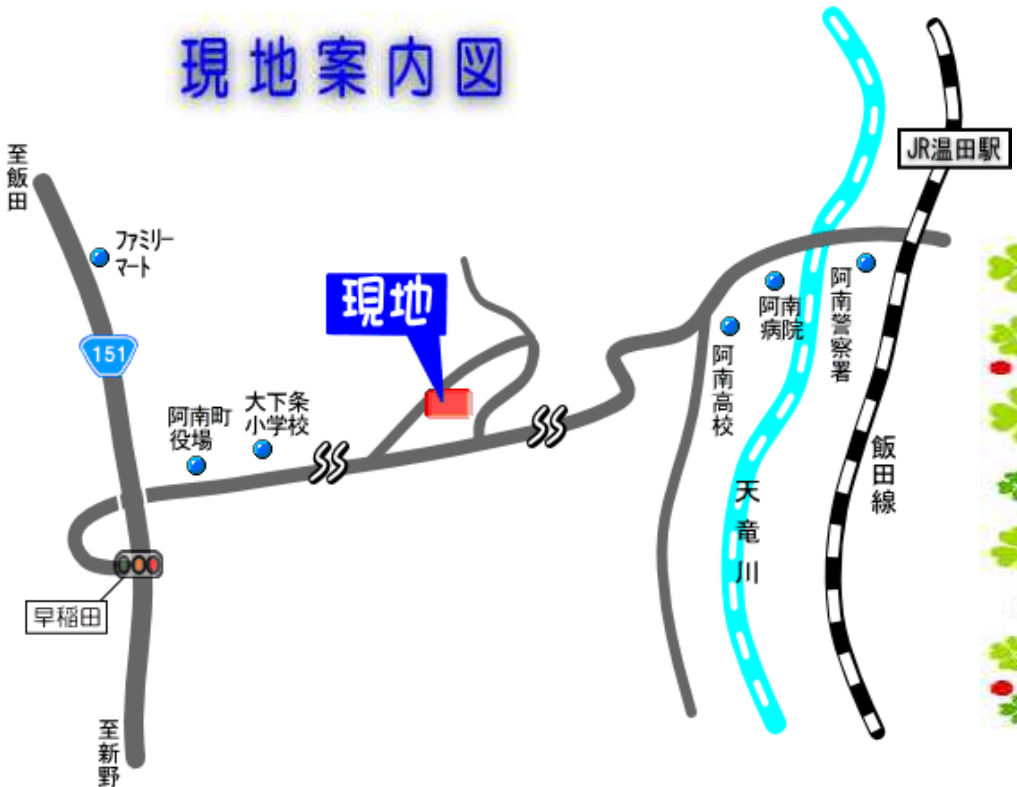 現地案内図
JR温田駅
至飯田
ファミリー
マート
現地
151
阿南
病院
阿南警察署
阿南高校
大下条
小学校
阿南町
役場
飯田線
天竜川
早稲田
至新野